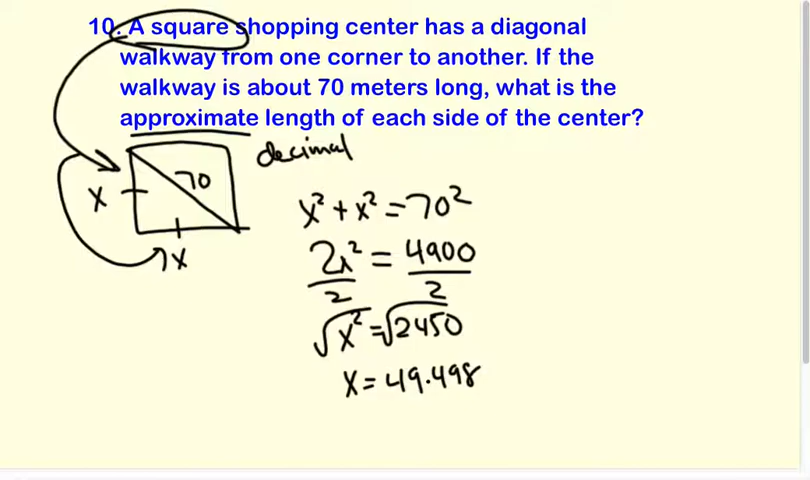 10. A square shopping center has a diagonal
walkway from one corner to another. If the
walkway is about 70 meters long, what is the
approximate length of each side of the center?
decimal
70
x
x
x² + x² = 70²
2x² = 4900
2 2
√x² = √2450
x = 49.498